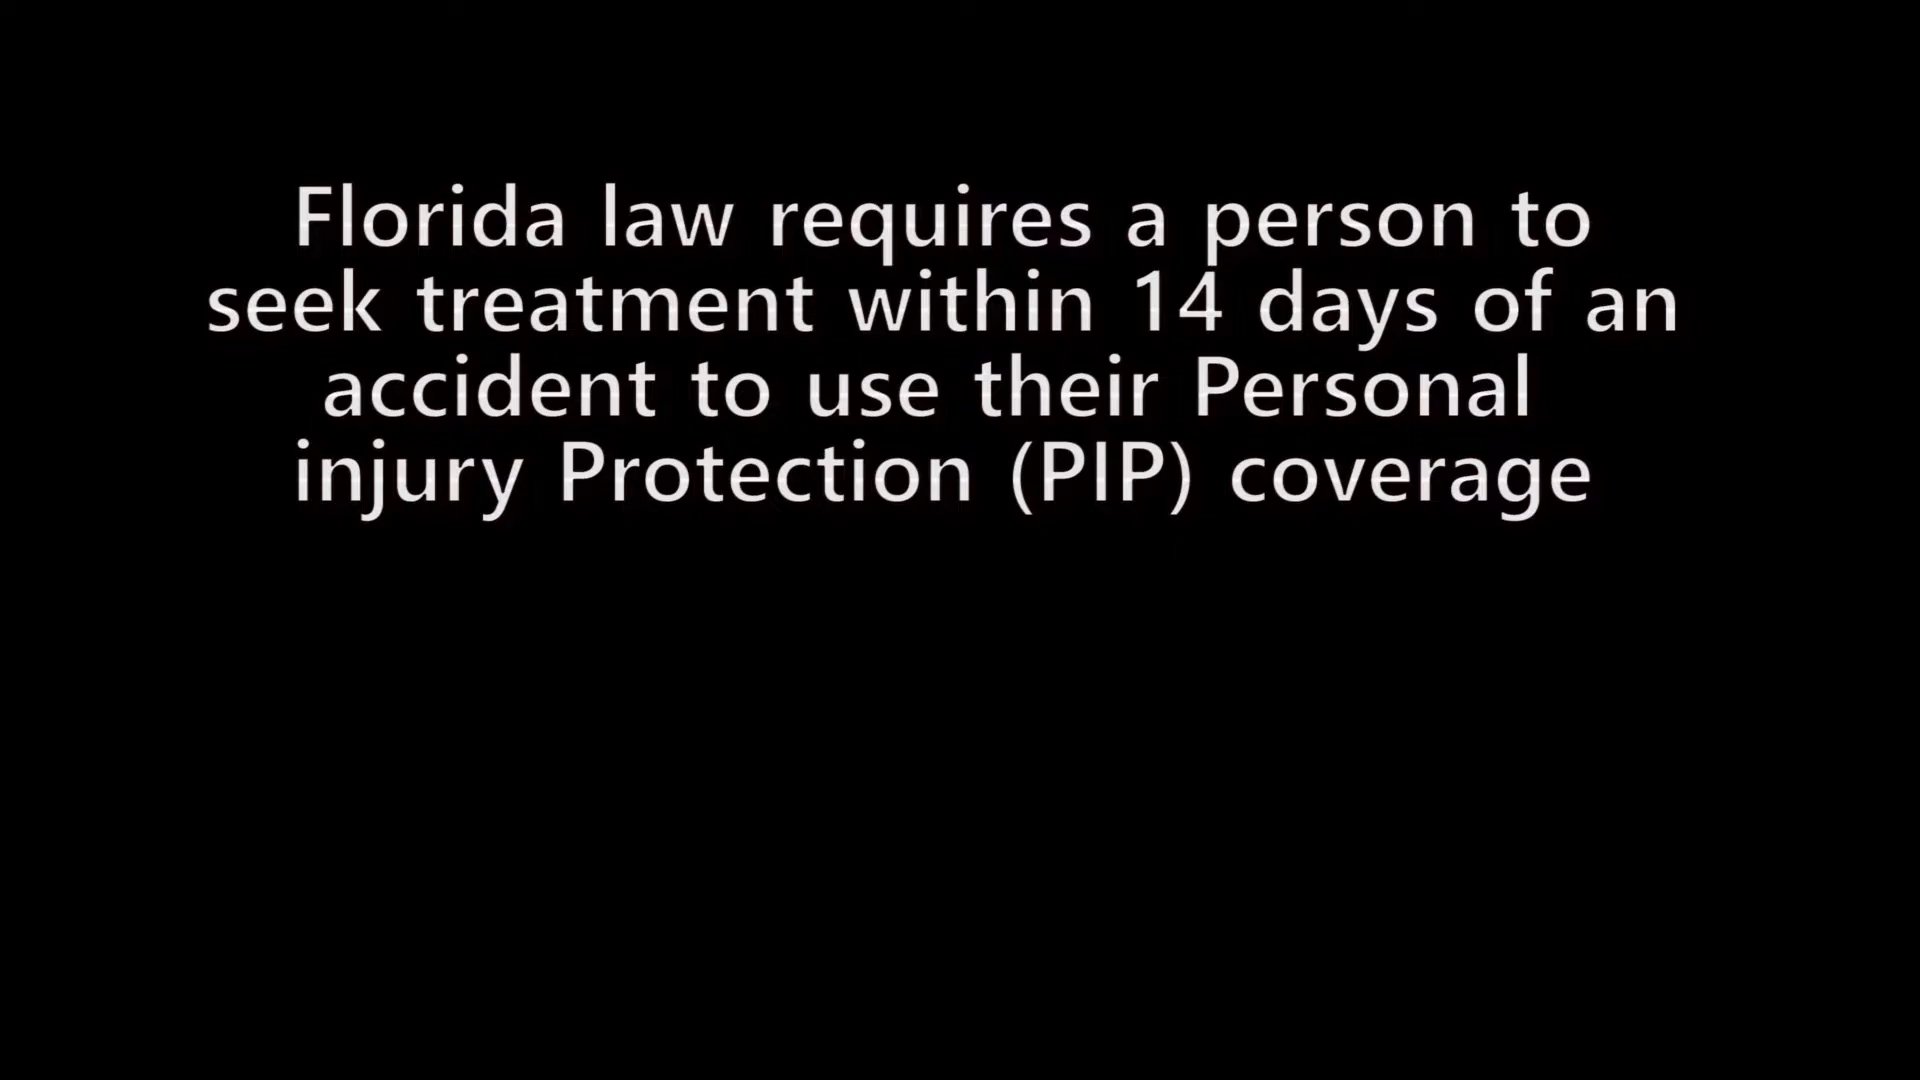 Florida law requires a person to
seek treatment within 14 days of an
accident to use their Personal
injury Protection (PIP) coverage